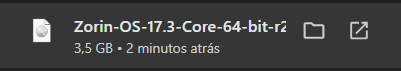 Zorin-OS-17.3-Core-64-bit-r2
3,5 GB • 2 minutos atrás